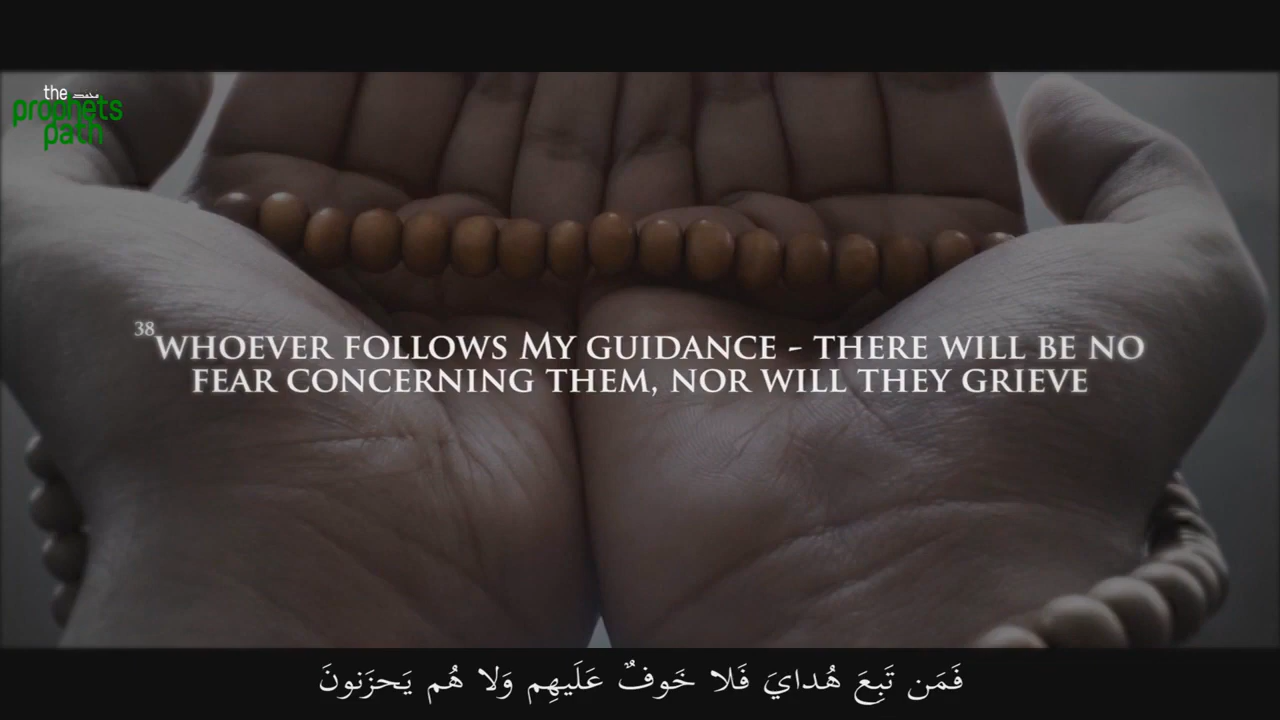 the محمد
prophets
path
38 WHOEVER FOLLOWS MY GUIDANCE - THERE WILL BE NO
FEAR CONCERNING THEM, NOR WILL THEY GRIEVE
فَمَن تَبِعَ هُدايَ فَلا خَوفٌ عَلَيهِم وَلا هُم يَحزَنونَ